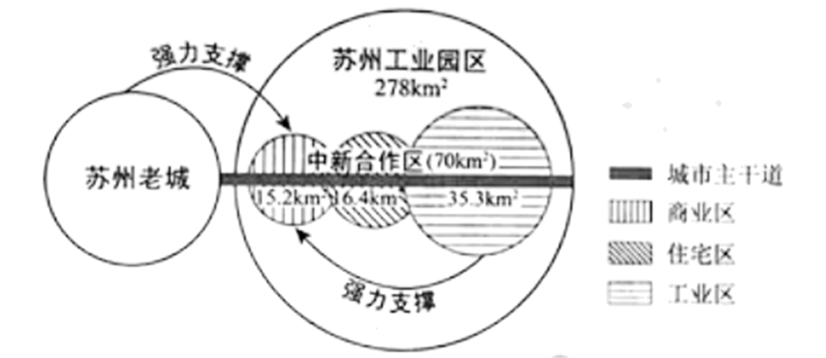 强力支撑
苏州工业园区
278km²
苏州老城
中新合作区(70km²)
15.2km²
16.4km
35.3km²
强力支撑
城市主干道
商业区
住宅区
工业区